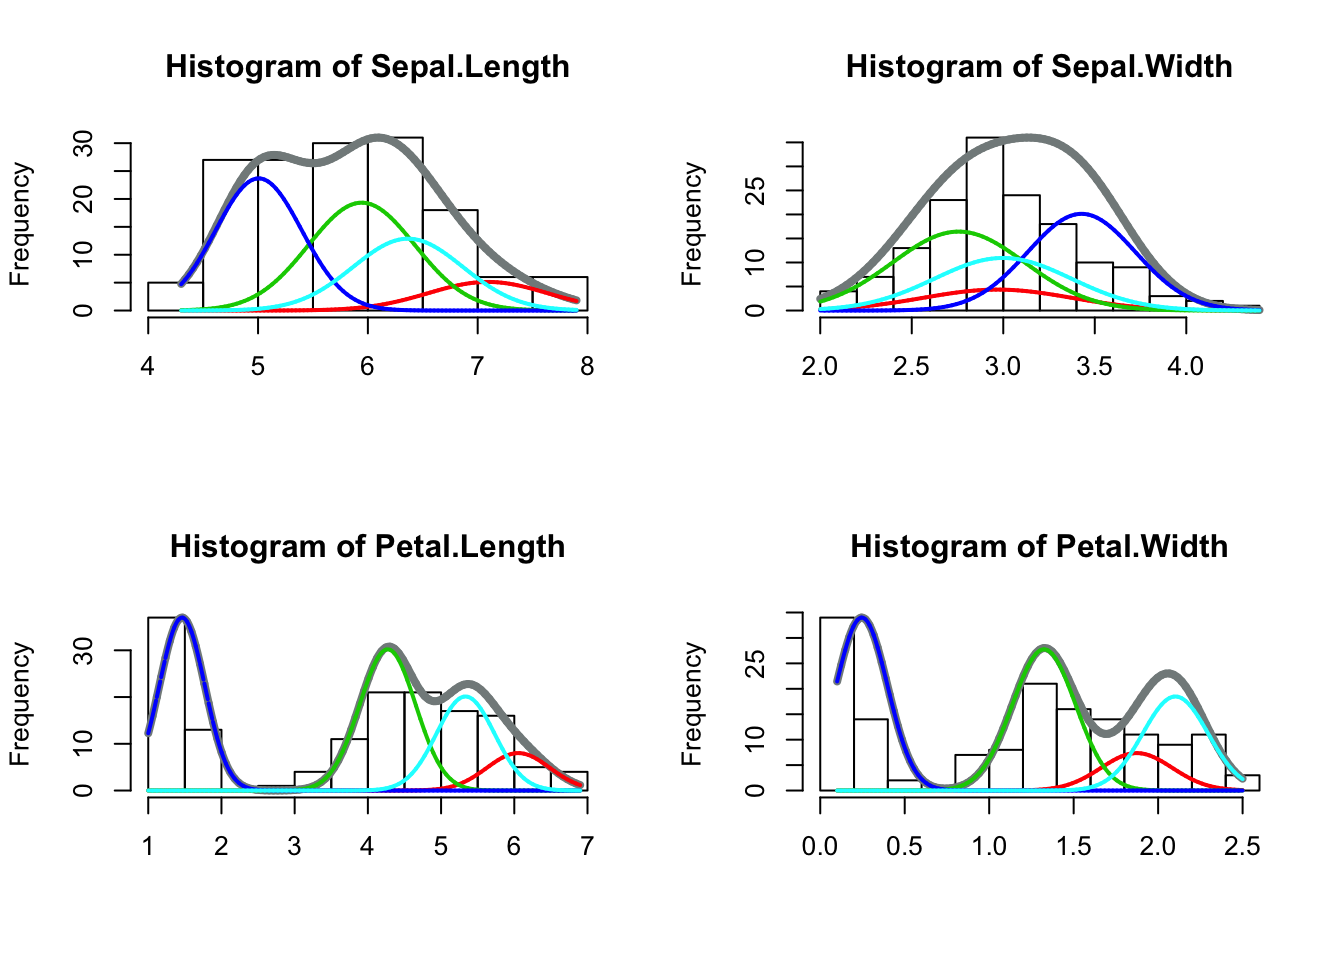 Histogram of Sepal.Length
Frequency
0 10 20 30
4 5 6 7 8
Histogram of Sepal.Width
Frequency
0 10 25
2.0 2.5 3.0 3.5 4.0
Histogram of Petal.Length
Frequency
0 10 30
1 2 3 4 5 6 7
Histogram of Petal.Width
Frequency
0 10 25
0.0 0.5 1.0 1.5 2.0 2.5